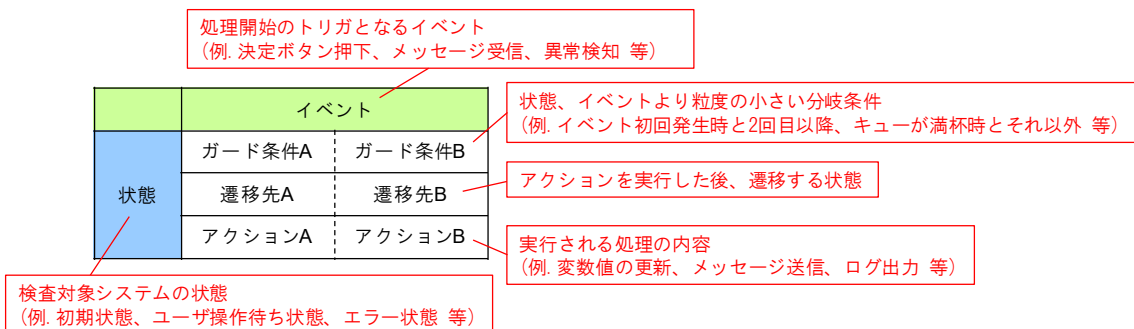 処理開始のトリガとなるイベント
（例. 決定ボタン押下、メッセージ受信、異常検知 等）
イベント
状態、イベントより粒度の小さい分岐条件
（例. イベント初回発生時と2回目以降、キューが満杯時とそれ以外 等）
ガード条件A ガード条件B
状態 遷移先A 遷移先B
アクションを実行した後、遷移する状態
アクションA アクションB
実行される処理の内容
（例. 変数値の更新、メッセージ送信、ログ出力 等）
検査対象システムの状態
（例. 初期状態、ユーザ操作待ち状態、エラー状態 等）